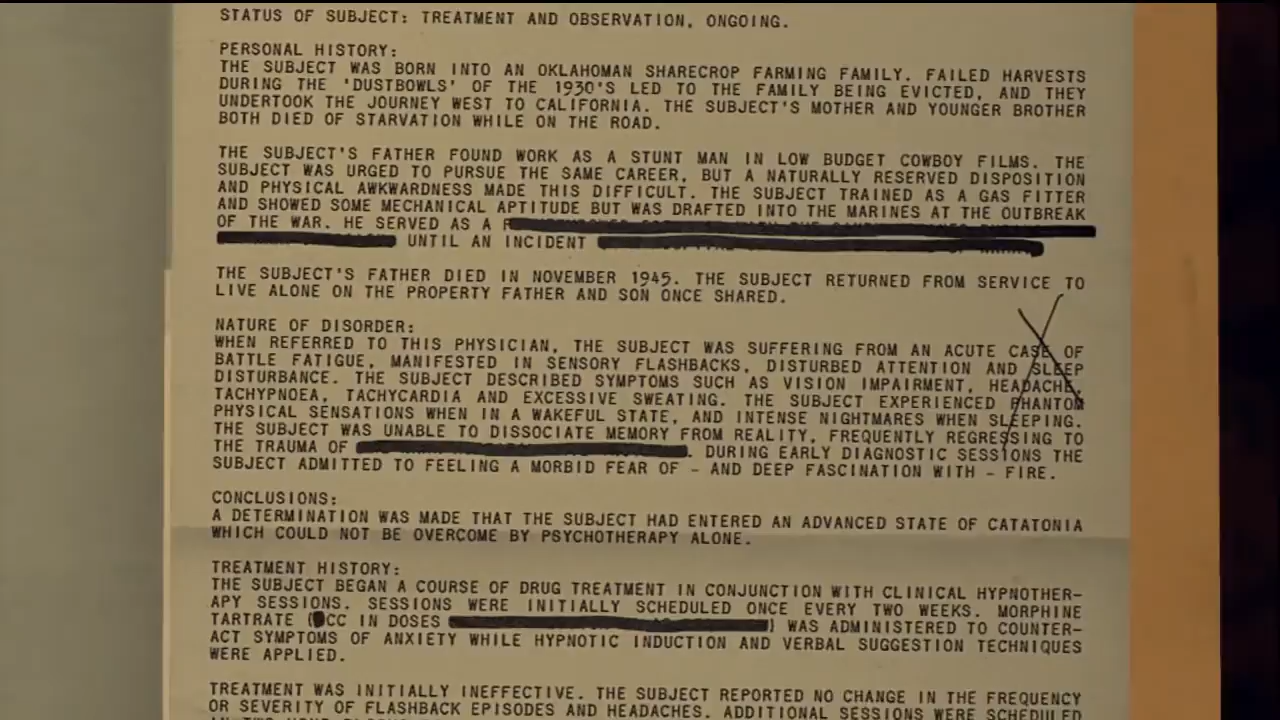 STATUS OF SUBJECT: TREATMENT AND OBSERVATION, ONGOING.
PERSONAL HISTORY:
THE SUBJECT WAS BORN INTO AN OKLAHOMAN SHARECROP FARMING FAMILY. FAILED HARVESTS
DURING THE 'DUSTBOWLS' OF THE 1930'S LED TO THE FAMILY BEING EVICTED, AND THEY
UNDERTOOK THE JOURNEY WEST TO CALIFORNIA. THE SUBJECT'S MOTHER AND YOUNGER BROTHER
BOTH DIED OF STARVATION WHILE ON THE ROAD.
THE SUBJECT'S FATHER FOUND WORK AS A STUNT MAN IN LOW BUDGET COWBOY FILMS. THE
SUBJECT WAS URGED TO PURSUE THE SAME CAREER, BUT A NATURALLY RESERVED DISPOSITION
AND PHYSICAL AWKWARDNESS MADE THIS DIFFICULT. THE SUBJECT TRAINED AS A GAS FITTER
AND SHOWED SOME MECHANICAL APTITUDE BUT WAS DRAFTED INTO THE MARINES AT THE OUTBREAK
OF THE WAR. HE SERVED AS A
UNTIL AN INCIDENT
THE SUBJECT'S FATHER DIED IN NOVEMBER 1945. THE SUBJECT RETURNED FROM SERVICE TO
LIVE ALONE ON THE PROPERTY FATHER AND SON ONCE SHARED.
NATURE OF DISORDER:
WHEN REFERRED TO THIS PHYSICIAN, THE SUBJECT WAS SUFFERING FROM AN ACUTE CASE OF
BATTLE FATIGUE, MANIFESTED IN SENSORY FLASHBACKS, DISTURBED ATTENTION AND SLEEP
DISTURBANCE. THE SUBJECT DESCRIBED SYMPTOMS SUCH AS VISION IMPAIRMENT, HEADACHE,
TACHYPNOEA, TACHYCARDIA AND EXCESSIVE SWEATING. THE SUBJECT EXPERIENCED PHANTOM
PHYSICAL SENSATIONS WHEN IN A WAKEFUL STATE, AND INTENSE NIGHTMARES WHEN SLEEPING.
THE SUBJECT WAS UNABLE TO DISSOCIATE MEMORY FROM REALITY, FREQUENTLY REGRESSING TO
THE TRAUMA OF . DURING EARLY DIAGNOSTIC SESSIONS THE
SUBJECT ADMITTED TO FEELING A MORBID FEAR OF - AND DEEP FASCINATION WITH - FIRE.
CONCLUSIONS:
A DETERMINATION WAS MADE THAT THE SUBJECT HAD ENTERED AN ADVANCED STATE OF CATATONIA
WHICH COULD NOT BE OVERCOME BY PSYCHOTHERAPY ALONE.
TREATMENT HISTORY:
THE SUBJECT BEGAN A COURSE OF DRUG TREATMENT IN CONJUNCTION WITH CLINICAL HYPNOTHER-
APY SESSIONS. SESSIONS WERE INITIALLY SCHEDULED ONCE EVERY TWO WEEKS. MORPHINE
TARTRATE ( CC IN DOSES ) WAS ADMINISTERED TO COUNTER-
ACT SYMPTOMS OF ANXIETY WHILE HYPNOTIC INDUCTION AND VERBAL SUGGESTION TECHNIQUES
WERE APPLIED.
TREATMENT WAS INITIALLY INEFFECTIVE. THE SUBJECT REPORTED NO CHANGE IN THE FREQUENCY
OR SEVERITY OF FLASHBACK EPISODES AND HEADACHES. ADDITIONAL SESSIONS WERE SCHEDULED